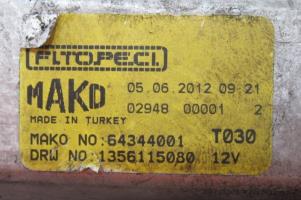 FITOPECI
MAKO
05.06.2012 09 21
02948 00001 2
MADE IN TURKEY
MAKO NO:64344001 T030
DRW NO:1356115080 12V